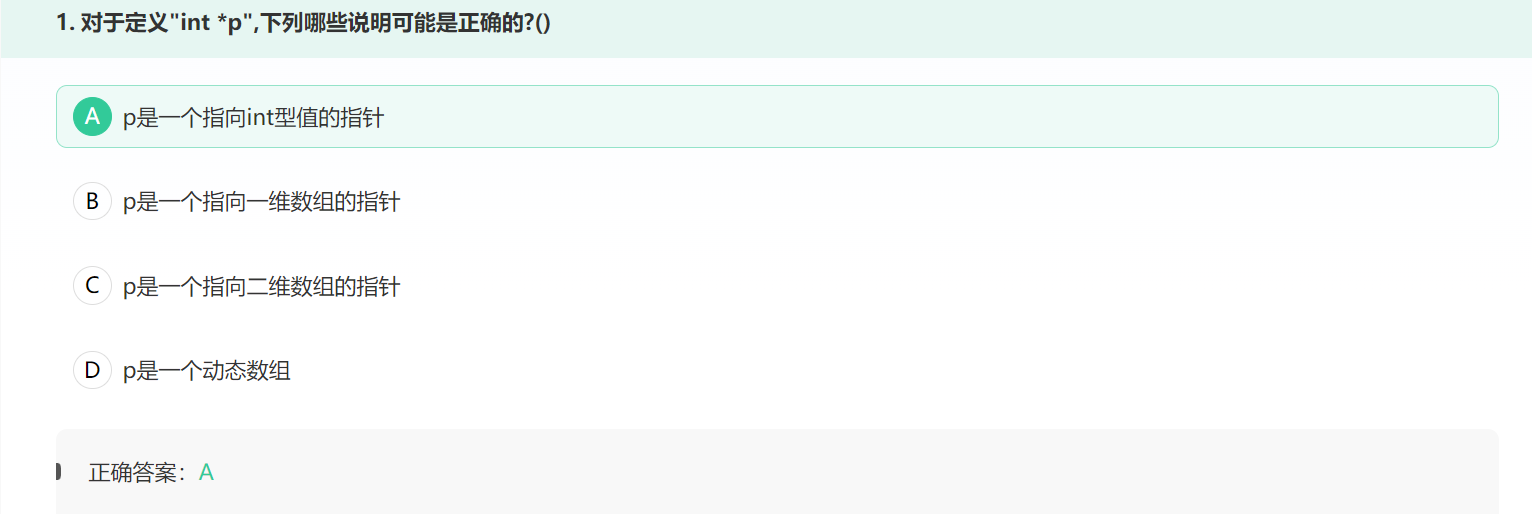 1. 对于定义"int *p",下列哪些说明可能是正确的?()
A p是一个指向int型值的指针
B p是一个指向一维数组的指针
C p是一个指向二维数组的指针
D p是一个动态数组
正确答案：A